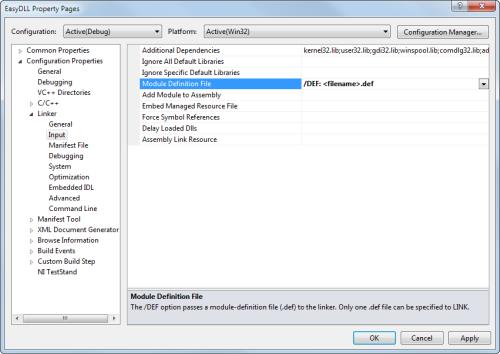 EasyDLL Property Pages
Configuration: Active(Debug) Platform: Active(Win32) Configuration Manager...
Common Properties
Configuration Properties
General
Debugging
VC++ Directories
C/C++
Linker
General
Input
Manifest File
Debugging
System
Optimization
Embedded IDL
Advanced
Command Line
Manifest Tool
XML Document Generator
Browse Information
Build Events
Custom Build Step
NI TestStand
Additional Dependencies kernel32.lib;user32.lib;gdi32.lib;winspool.lib;comdlg32.lib;ad
Ignore All Default Libraries
Ignore Specific Default Libraries
Module Definition File /DEF: <filename>.def
Add Module to Assembly
Embed Managed Resource File
Force Symbol References
Delay Loaded Dlls
Assembly Link Resource
Module Definition File
The /DEF option passes a module-definition file (.def) to the linker. Only one .def file can be specified to LINK.
OK Cancel Apply